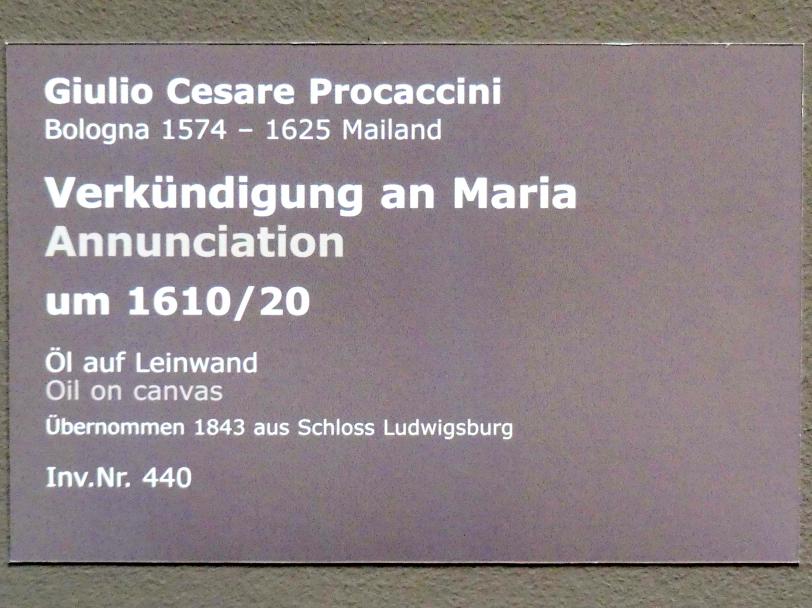 Giulio Cesare Procaccini
Bologna 1574 – 1625 Mailand
Verkündigung an Maria
Annunciation
um 1610/20
Öl auf Leinwand
Oil on canvas
Übernommen 1843 aus Schloss Ludwigsburg
Inv.Nr. 440